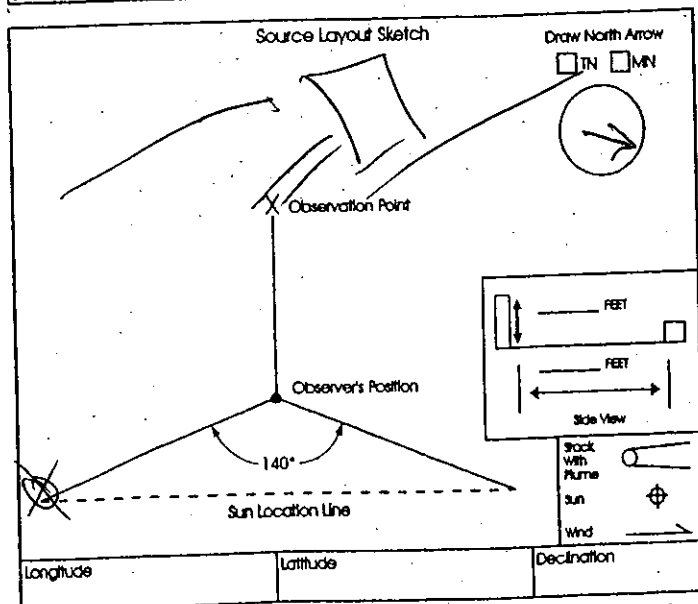 Source Layout Sketch
Draw North Arrow
TN MN
X Observation Point
FEET
FEET
Side View
Observer's Position
140°
Sun Location Line
Stack
With
Plume
Sun
Wind
Longitude
Latitude
Declination